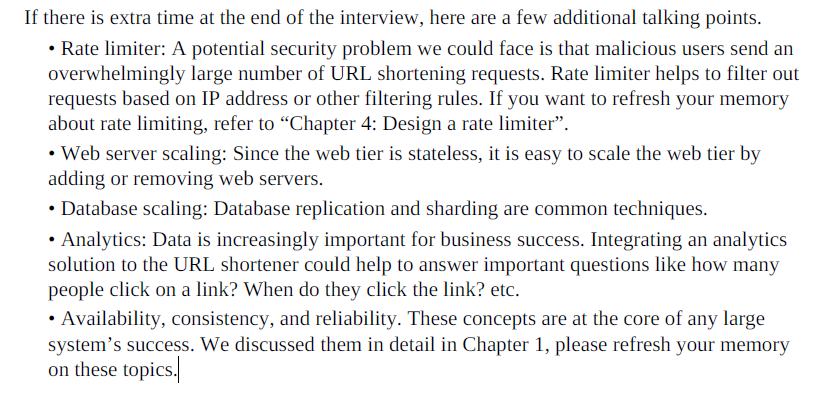 If there is extra time at the end of the interview, here are a few additional talking points.
• Rate limiter: A potential security problem we could face is that malicious users send an
overwhelmingly large number of URL shortening requests. Rate limiter helps to filter out
requests based on IP address or other filtering rules. If you want to refresh your memory
about rate limiting, refer to “Chapter 4: Design a rate limiter”.
• Web server scaling: Since the web tier is stateless, it is easy to scale the web tier by
adding or removing web servers.
• Database scaling: Database replication and sharding are common techniques.
• Analytics: Data is increasingly important for business success. Integrating an analytics
solution to the URL shortener could help to answer important questions like how many
people click on a link? When do they click the link? etc.
• Availability, consistency, and reliability. These concepts are at the core of any large
system’s success. We discussed them in detail in Chapter 1, please refresh your memory
on these topics.